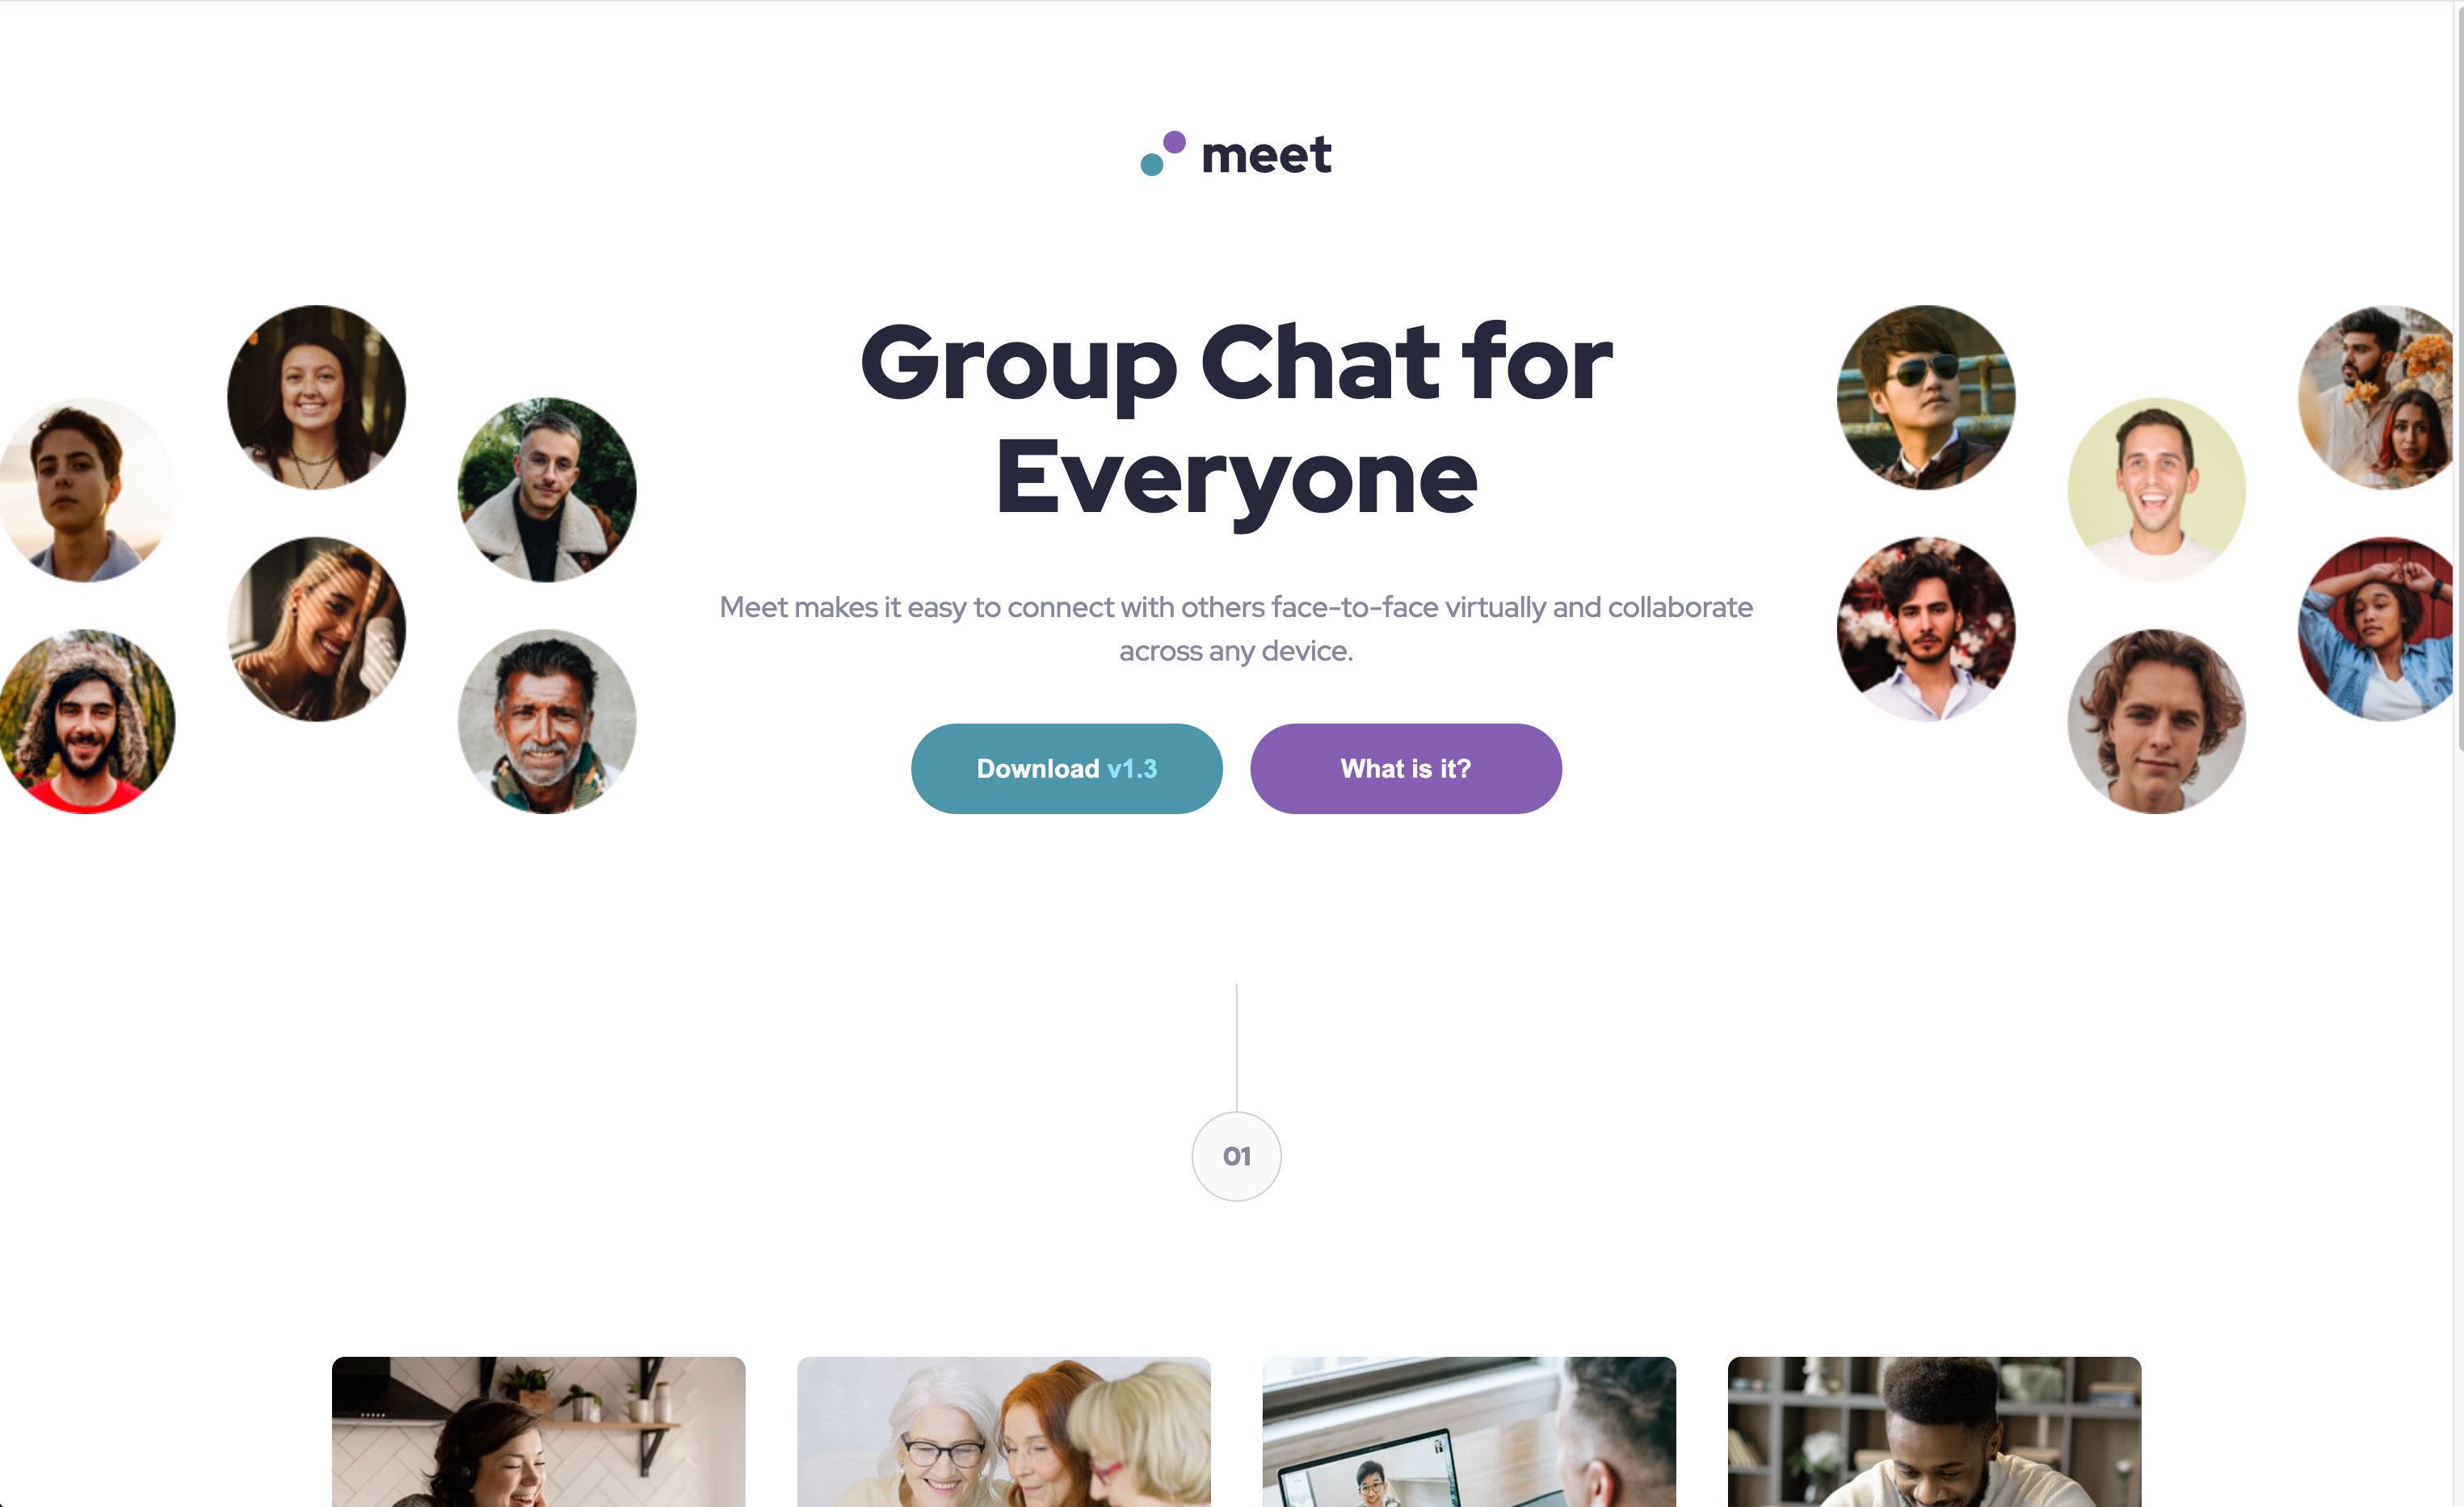 meet
Group Chat for
Everyone
Meet makes it easy to connect with others face-to-face virtually and collaborate
across any device.
Download v1.3
What is it?
01